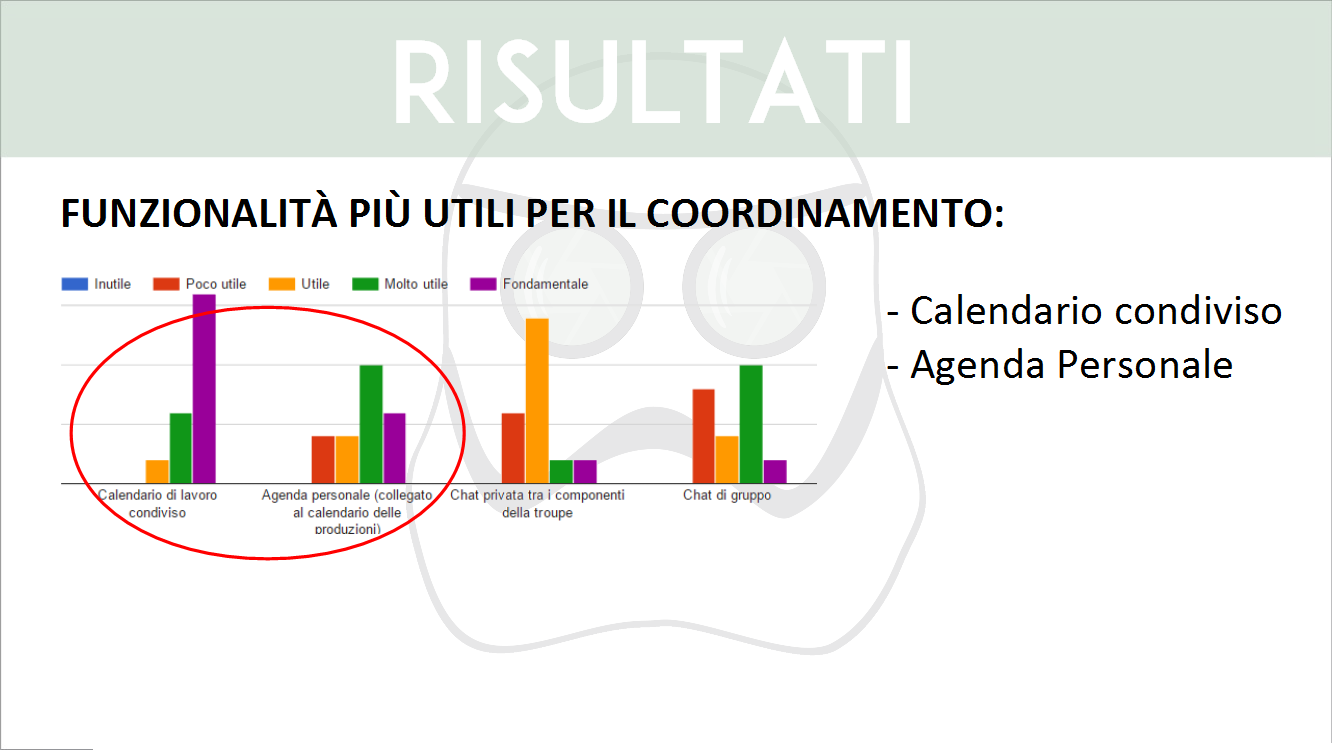 RISULTATI
FUNZIONALITÀ PIÙ UTILI PER IL COORDINAMENTO:
Inutile Poco utile Utile Molto utile Fondamentale
- Calendario condiviso
- Agenda Personale
Calendario di lavoro
condiviso
Agenda personale (collegato
al calendario delle
produzioni)
Chat privata tra i componenti
della troupe
Chat di gruppo